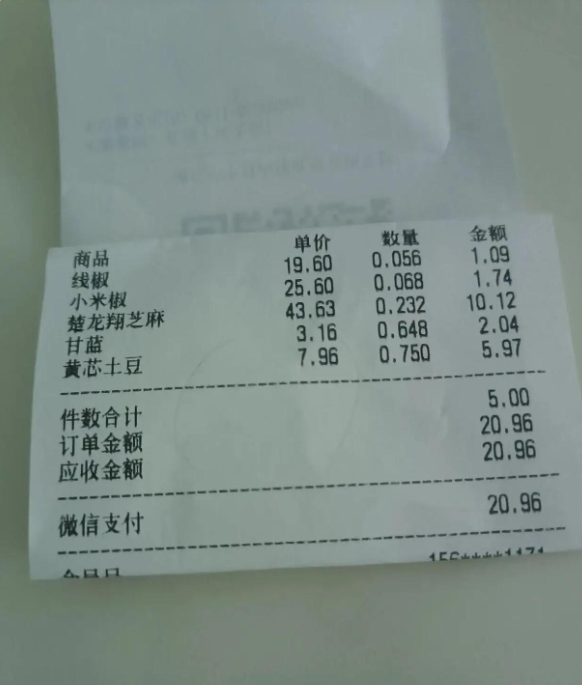 商品 单价 数量 金额
线椒 19.60 0.056 1.09
小米椒 25.60 0.068 1.74
楚龙翔芝麻 43.63 0.232 10.12
甘蓝 3.16 0.648 2.04
黄芯土豆 7.96 0.750 5.97
件数合计 5.00
订单金额 20.96
应收金额 20.96
微信支付 20.96
156****1171